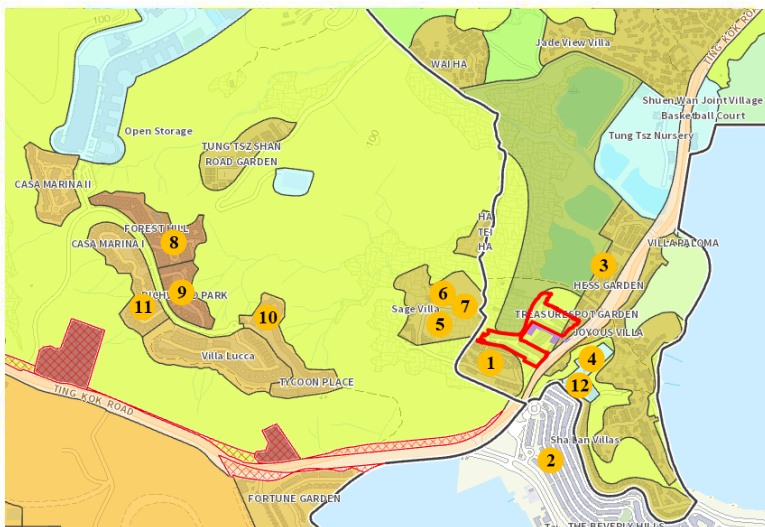 100
Jade View Villa
WAI HA
TING KOK ROAD
Shuen Wan Joint Village
Basketball Court
Open Storage
Tung Tsz Nursery
TUNG TSZ SHAN
ROAD GARDEN
100
CASA MARINA II
HA
TEI
HA
FOREST HILL
CASA MARINA I
8
VILLA PALOMA
3
HESS GARDEN
6
7
9
11
Sage Villa
5
10
TREASURE SPOT GARDEN
JOYOUS VILLA
Villa Lucca
1
4
TYCOON PLACE
12
TING KOK ROAD
Sha Lan Villas
2
FORTUNE GARDEN
THE BEVERLY HILLS